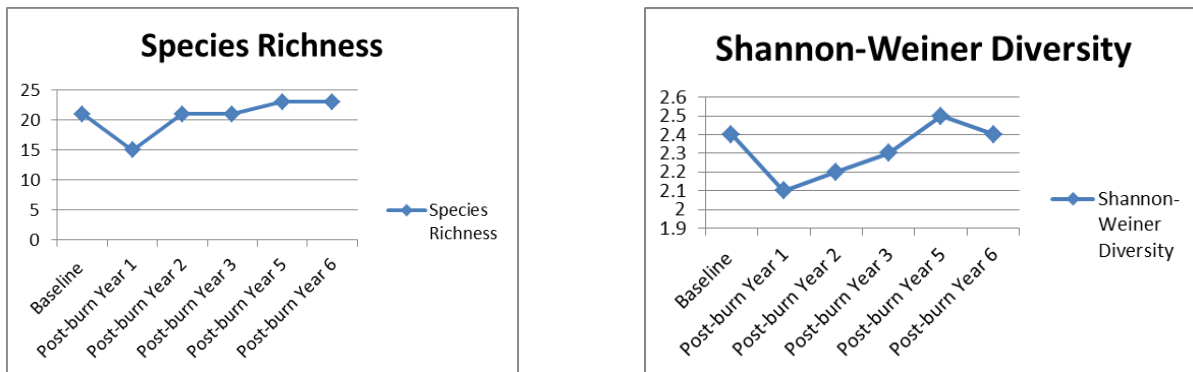 Species Richness
25
20
15
10
5
0
Baseline
Post-burn Year 1
Post-burn Year 2
Post-burn Year 3
Post-burn Year 5
Post-burn Year 6
Species
Richness
Shannon-Weiner Diversity
2.6
2.5
2.4
2.3
2.2
2.1
2
1.9
Baseline
Post-burn Year 1
Post-burn Year 2
Post-burn Year 3
Post-burn Year 5
Post-burn Year 6
Shannon-
Weiner
Diversity